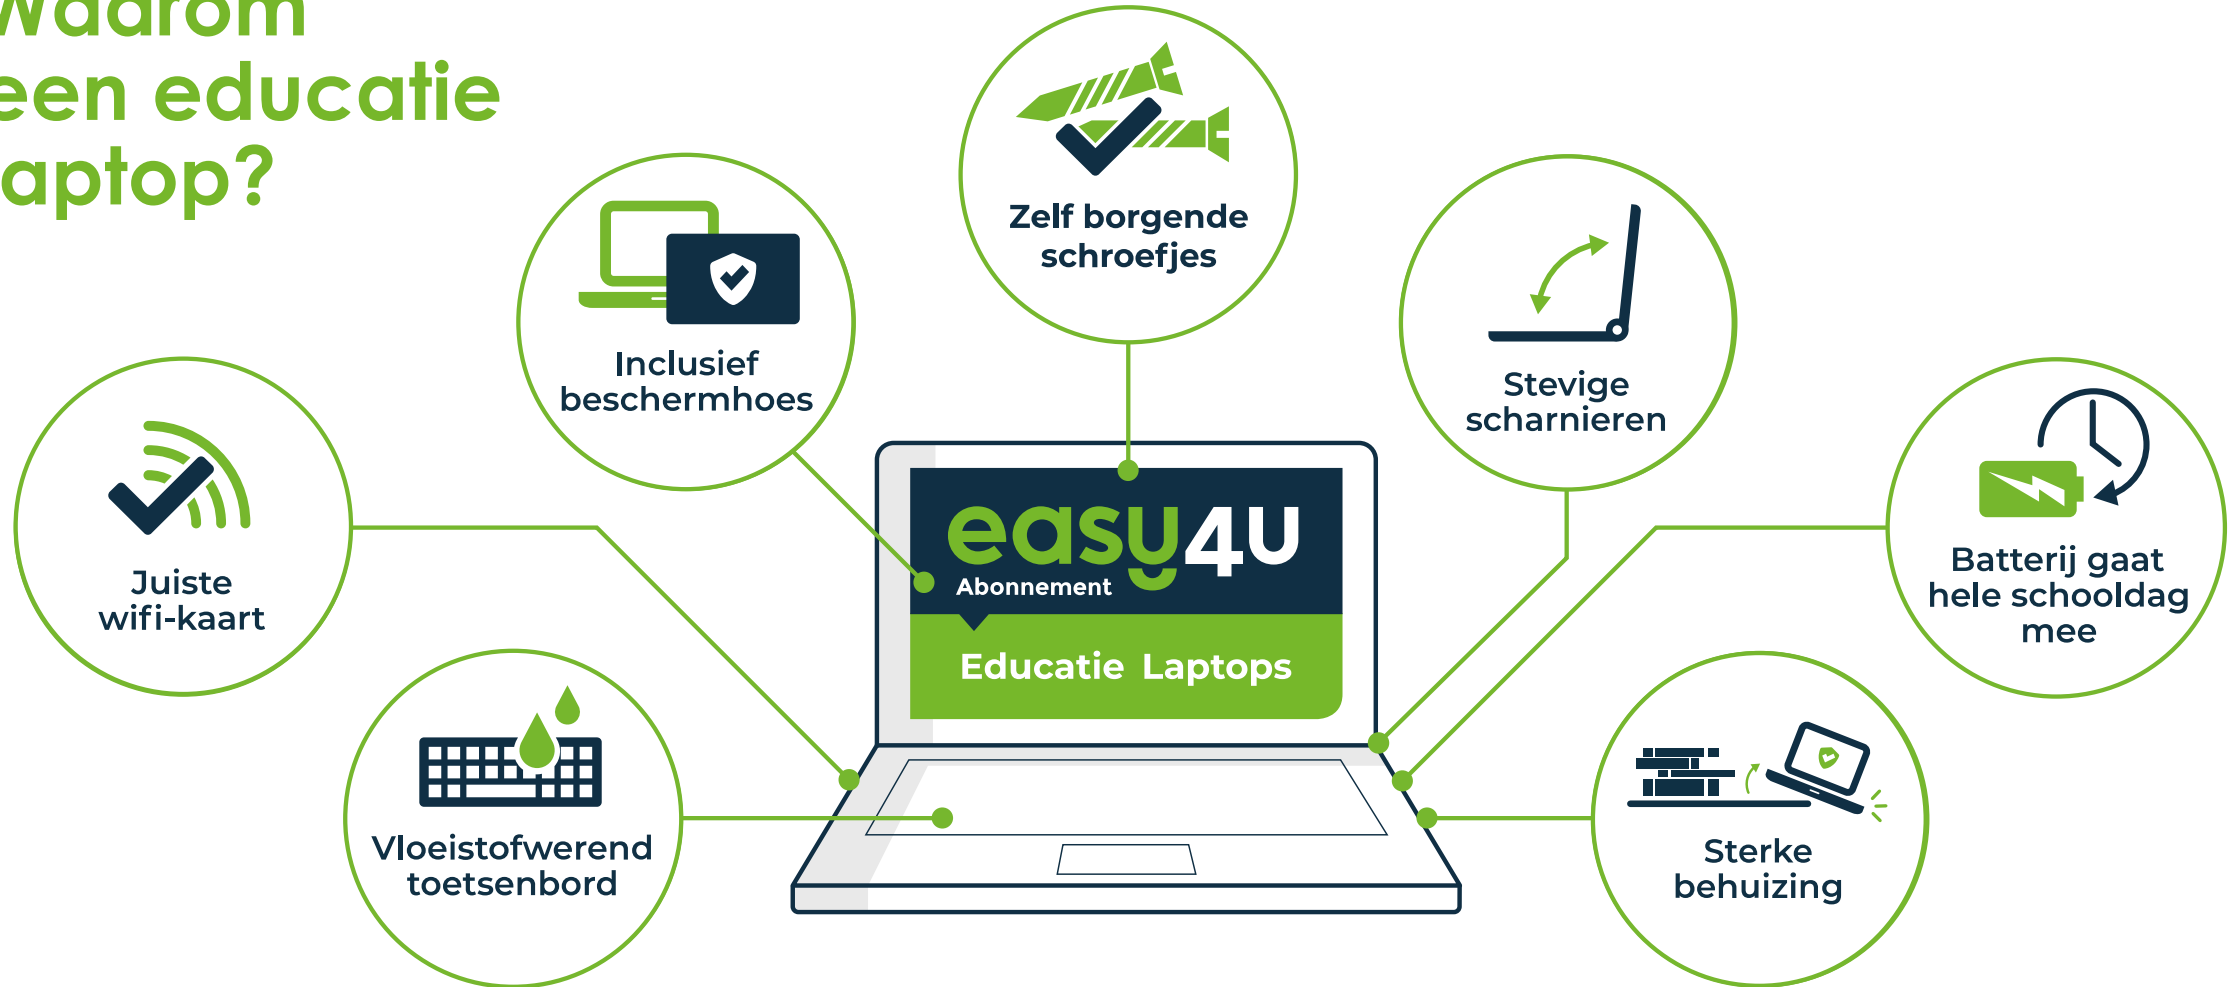 Waarom
een educatie
laptop?
Zelf borgende
schroefjes
Inclusief
beschermhoes
Stevige
scharnieren
Juiste
wifi-kaart
Batterij gaat
hele schooldag
mee
easy4U
Abonnement
Educatie Laptops
Vloeistofwerend
toetsenbord
Sterke
behuizing